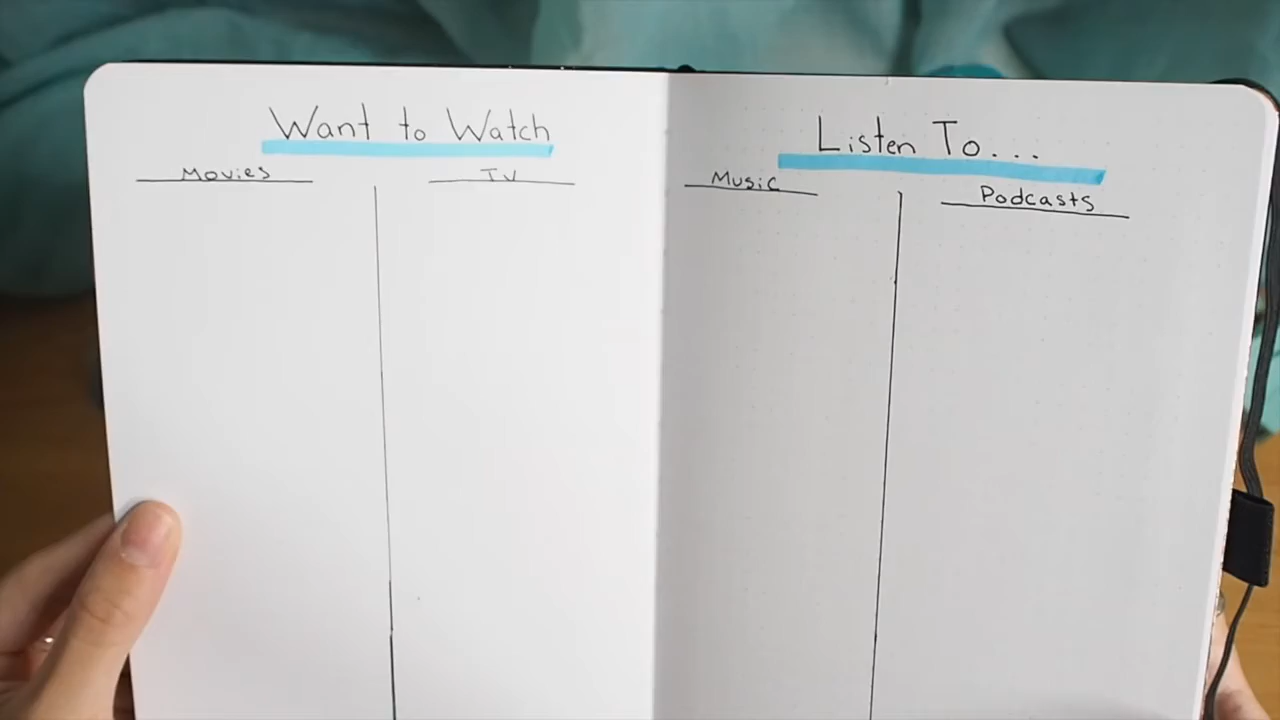 Want to Watch
Movies
TV
Listen To...
Music
Podcasts